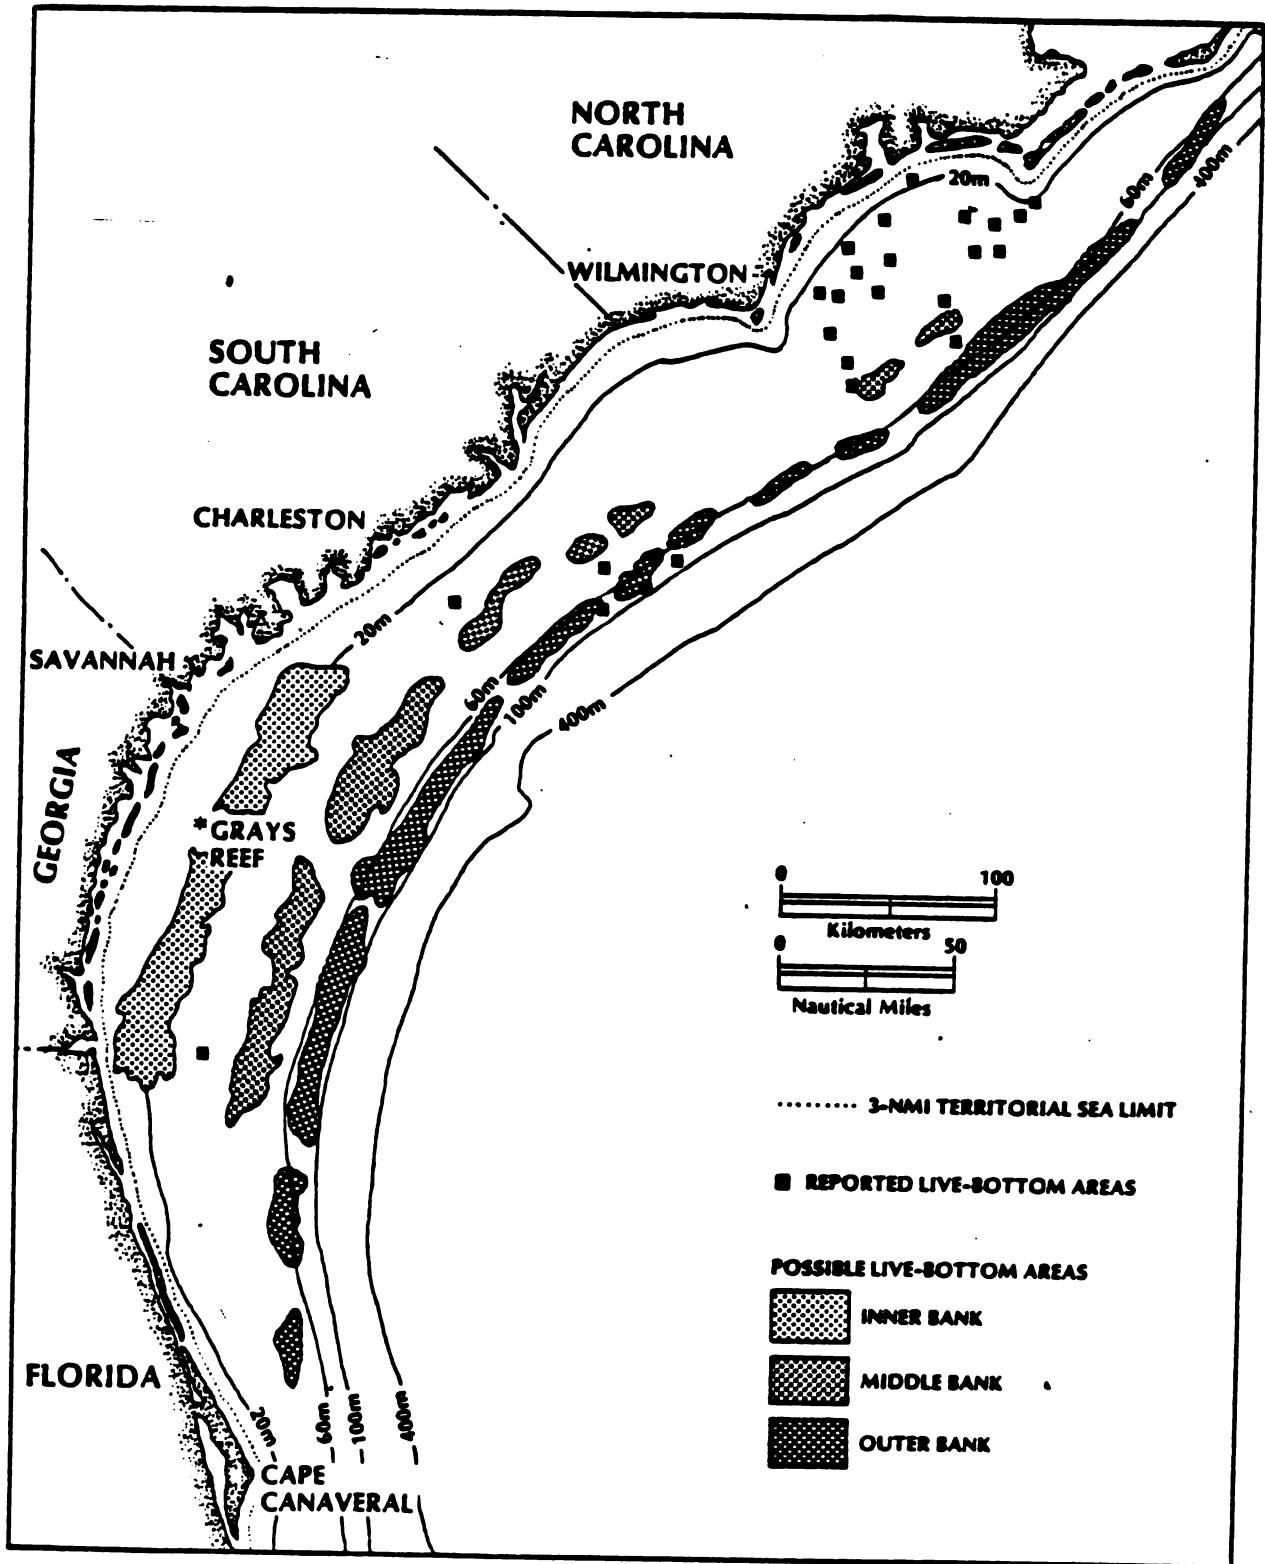 NORTH
CAROLINA
20m
60m
400m
WILMINGTON
SOUTH
CAROLINA
CHARLESTON
20m
SAVANNAH
60m
100m
400m
GEORGIA
*GRAYS
REEF
0 100
Kilometers
0 50
Nautical Miles
3-NMI TERRITORIAL SEA LIMIT
REPORTED LIVE-BOTTOM AREAS
POSSIBLE LIVE-BOTTOM AREAS
INNER BANK
MIDDLE BANK
OUTER BANK
FLORIDA
20m
60m
100m
400m
CAPE
CANAVERAL